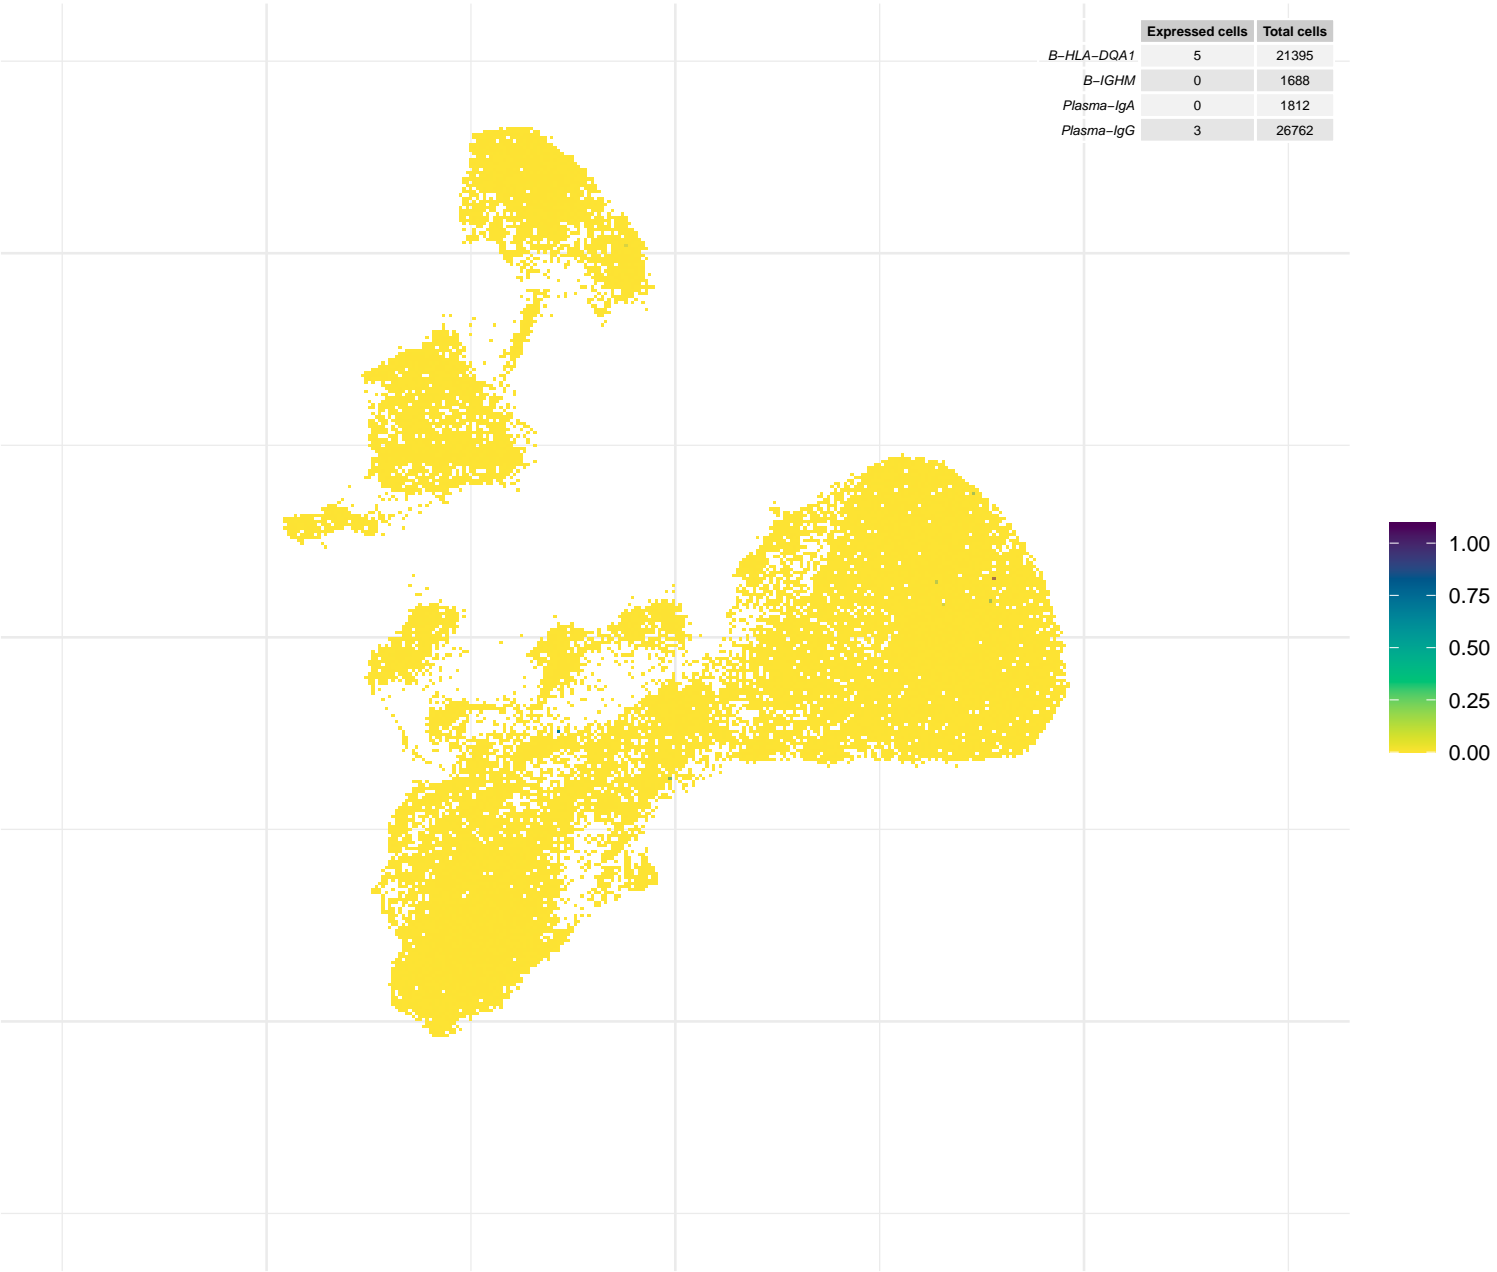 Expressed cells Total cells
B−HLA−DQA1 5 21395
B−IGHM 0 1688
Plasma−IgA 0 1812
Plasma−IgG 3 26762
1.00
0.75
0.50
0.25
0.00